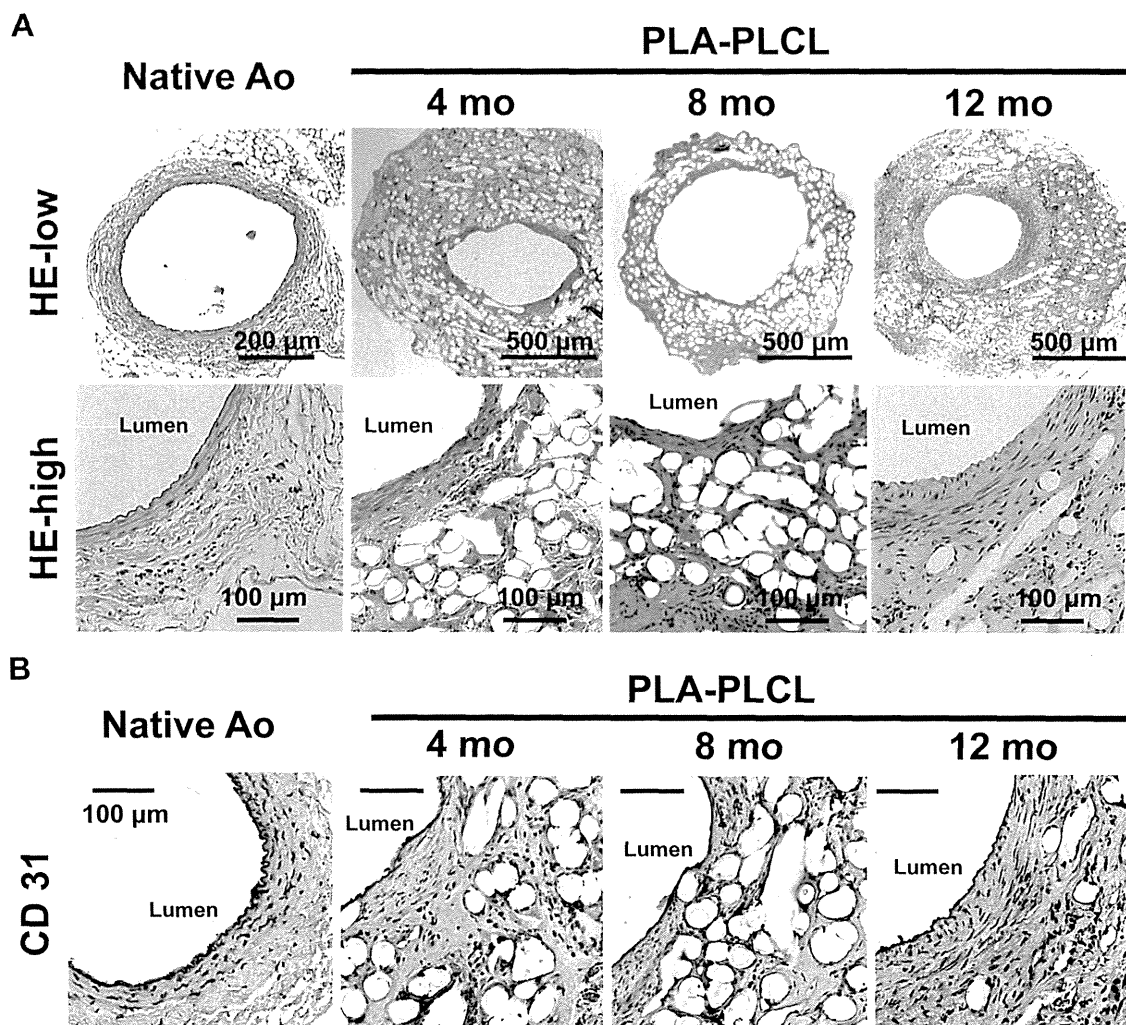 A
PLA-PLCL
Native Ao
4 mo
8 mo
12 mo
HE-low
200 µm
500 µm
500 µm
500 µm
HE-high
Lumen
Lumen
Lumen
Lumen
100 µm
100 µm
100 µm
100 µm
B
PLA-PLCL
Native Ao
4 mo
8 mo
12 mo
CD 31
100 µm
Lumen
Lumen
Lumen
Lumen